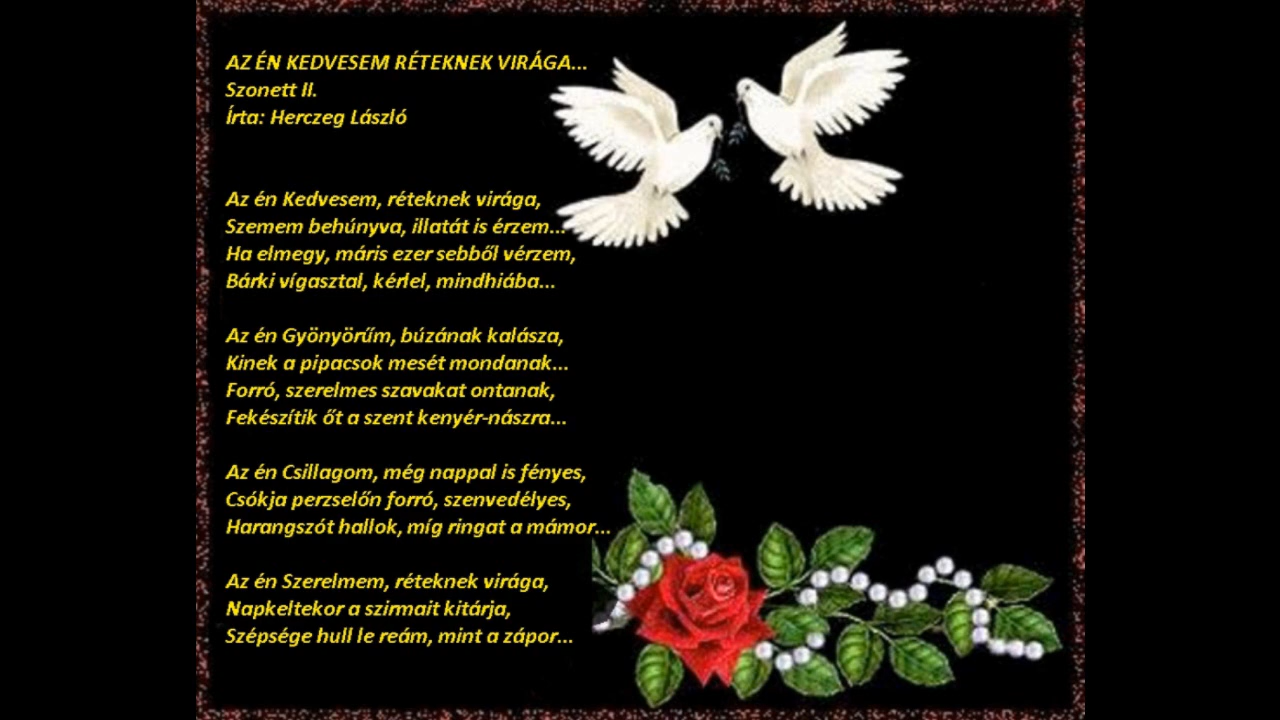 AZ ÉN KEDVESEM RÉTEKNEK VIRÁGA...
Szonett II.
Írta: Herczeg László
Az én Kedvesem, réteknek virága,
Szemem behúnyva, illatát is érzem...
Ha elmegy, máris ezer sebből vérzem,
Bárki vígasztal, kérlel, mindhiába...
Az én Gyönyörűm, búzának kalásza,
Kinek a pipacsok mesét mondanak...
Forró, szerelmes szavakat ontanak,
Fekészítik őt a szent kenyér-nászra...
Az én Csillagom, még nappal is fényes,
Csókja perzselőn forró, szenvedélyes,
Harangszót hallok, míg ringat a mámor...
Az én Szerelmem, réteknek virága,
Napkeltekor a szirmait kitárja,
Szépsége hull le reám, mint a zápor...